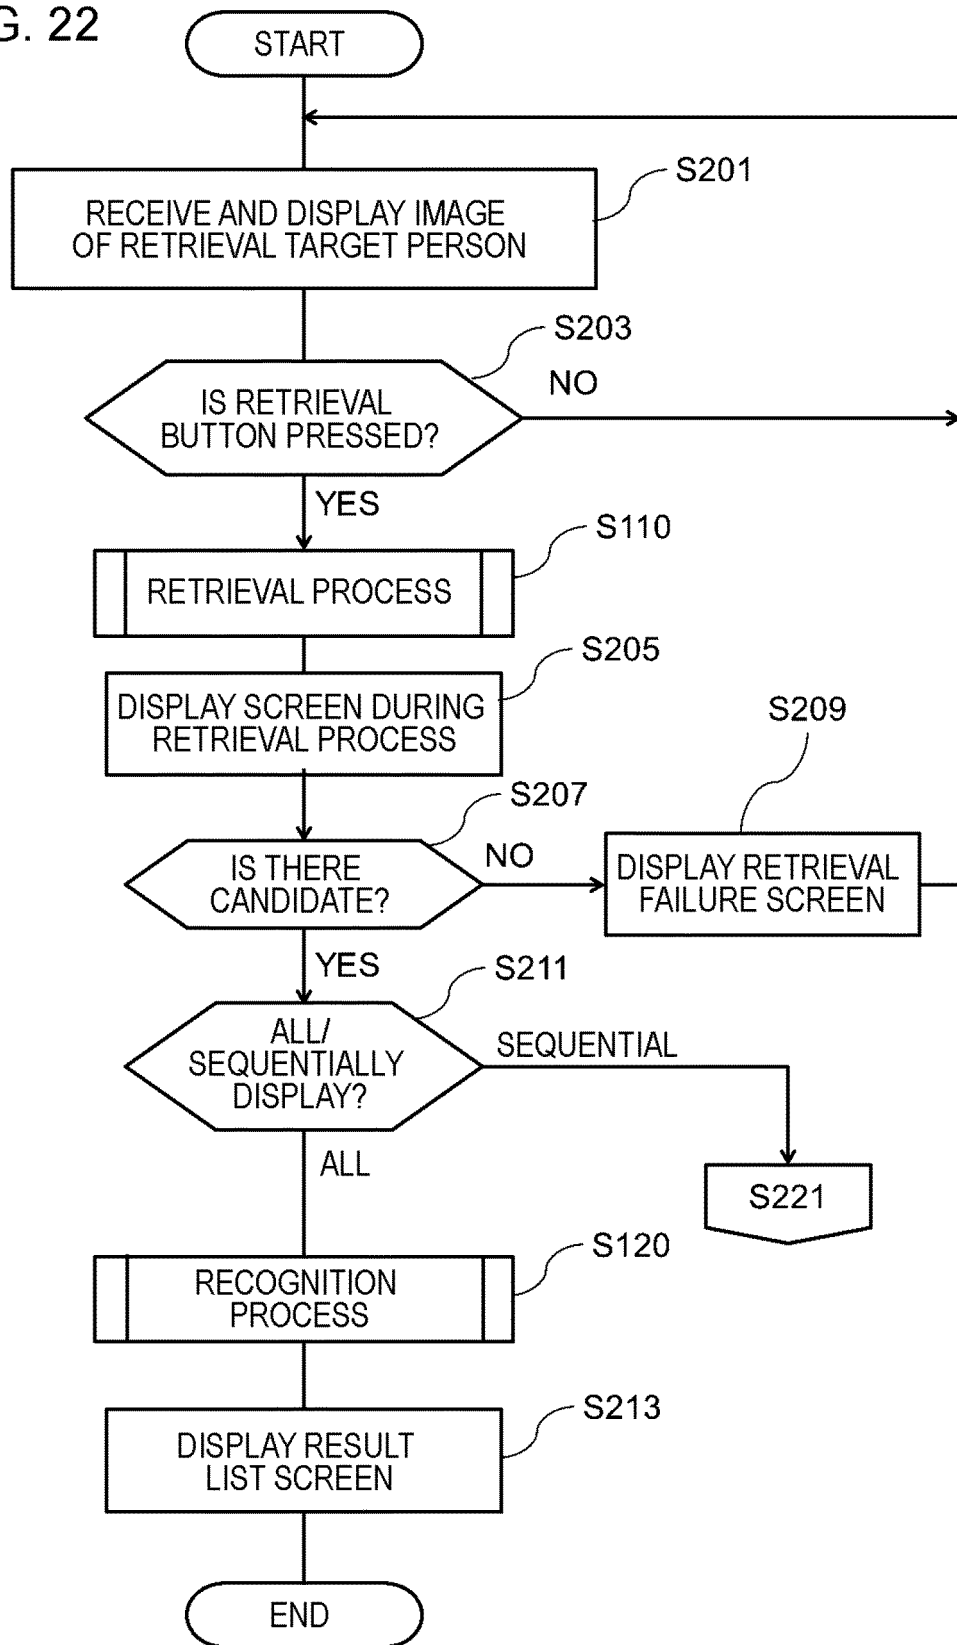 G. 22
START
S201
RECEIVE AND DISPLAY IMAGE
OF RETRIEVAL TARGET PERSON
S203
IS RETRIEVAL
BUTTON PRESSED?
NO
YES
S110
RETRIEVAL PROCESS
S205
DISPLAY SCREEN DURING
RETRIEVAL PROCESS
S209
S207
IS THERE
CANDIDATE?
NO
DISPLAY RETRIEVAL
FAILURE SCREEN
YES
S211
ALL/
SEQUENTIALLY
DISPLAY?
SEQUENTIAL
ALL
S221
S120
RECOGNITION
PROCESS
S213
DISPLAY RESULT
LIST SCREEN
END